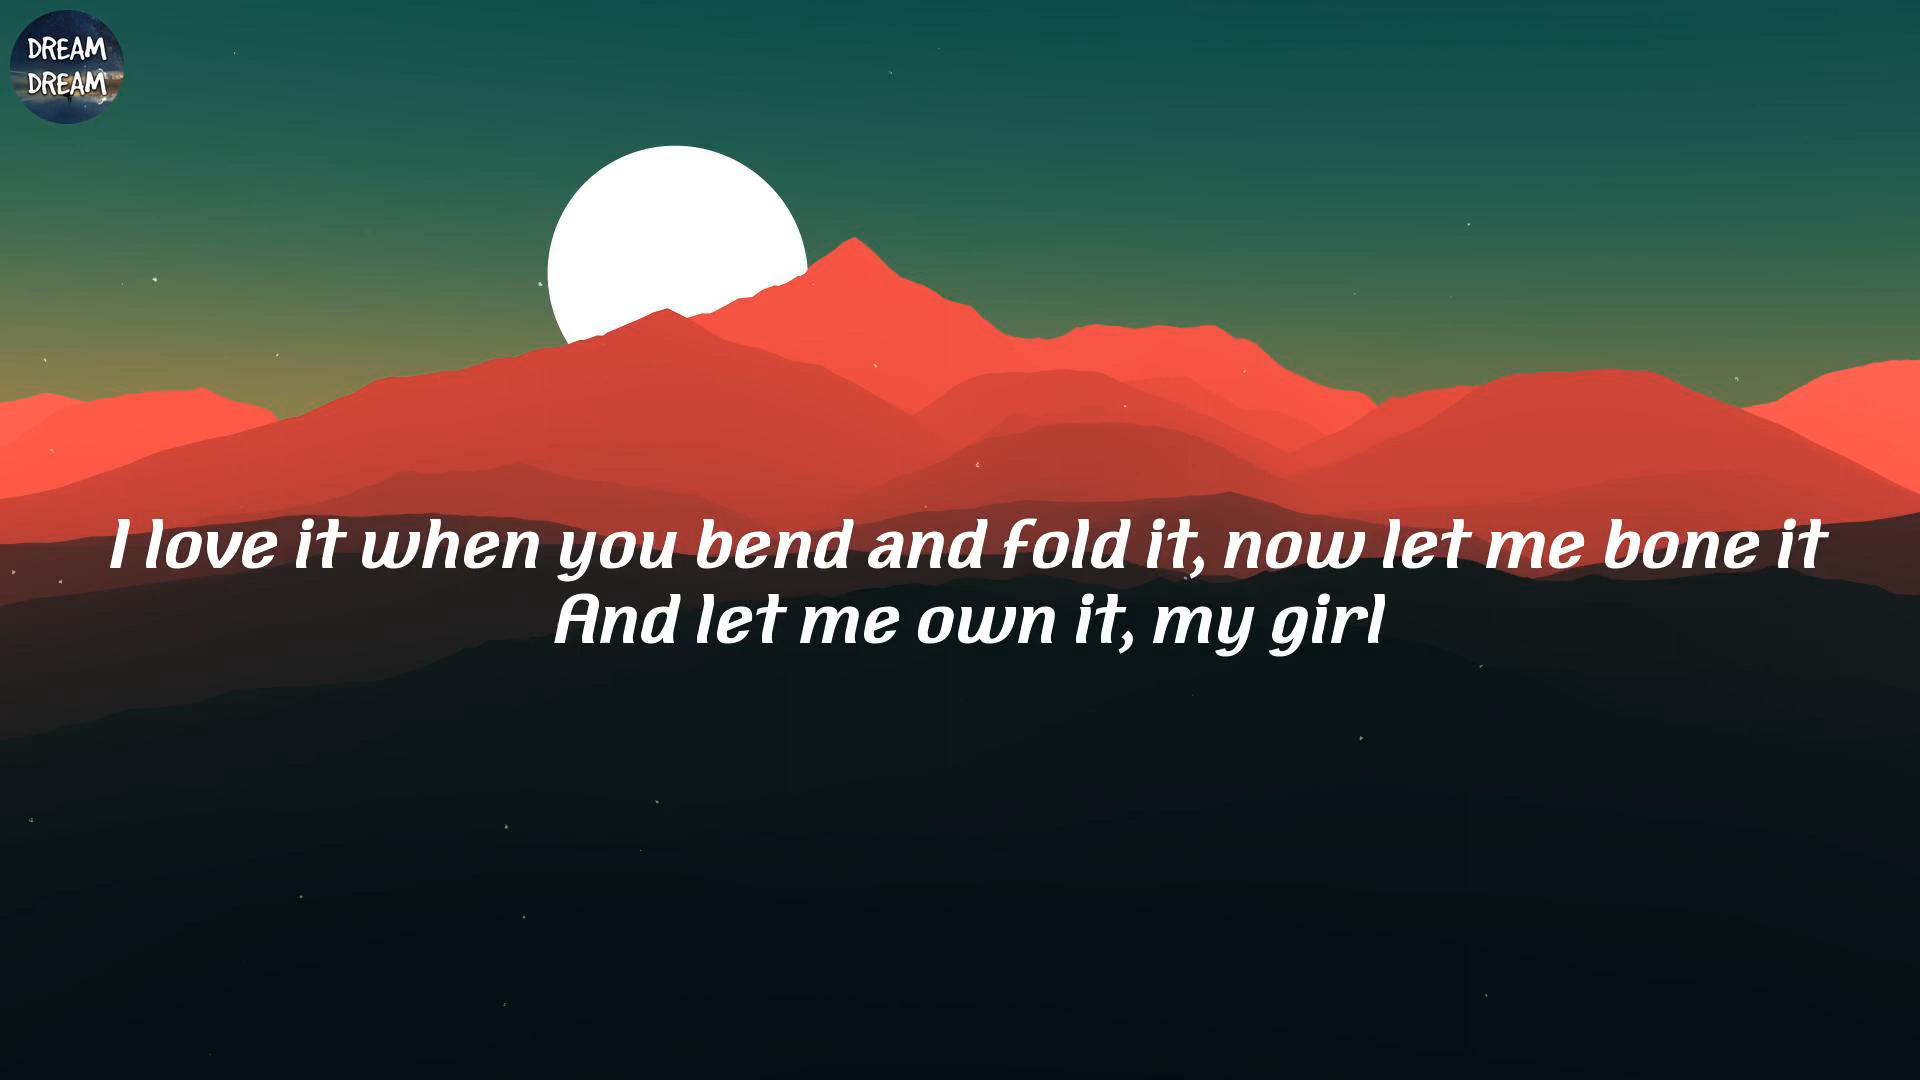 DREAM
DREAM
I love it when you bend and fold it, now let me bone it
And let me own it, my girl